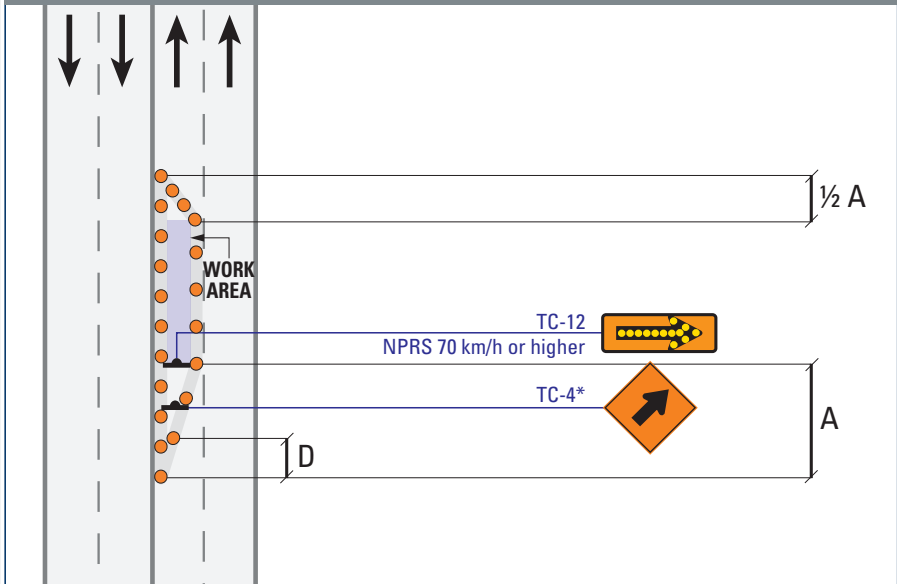 ½ A
WORK
AREA
TC-12
NPRS 70 km/h or higher
TC-4*
A
D